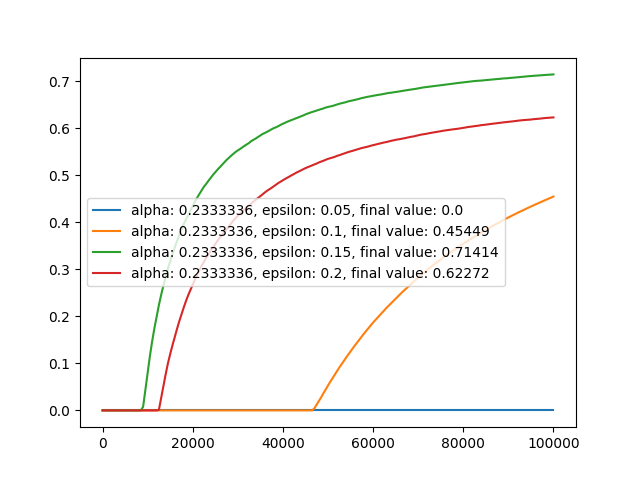 0.7
0.6
0.5
0.4
0.3
0.2
0.1
0.0
alpha: 0.2333336, epsilon: 0.05, final value: 0.0
alpha: 0.2333336, epsilon: 0.1, final value: 0.45449
alpha: 0.2333336, epsilon: 0.15, final value: 0.71414
alpha: 0.2333336, epsilon: 0.2, final value: 0.62272
0 20000 40000 60000 80000 100000